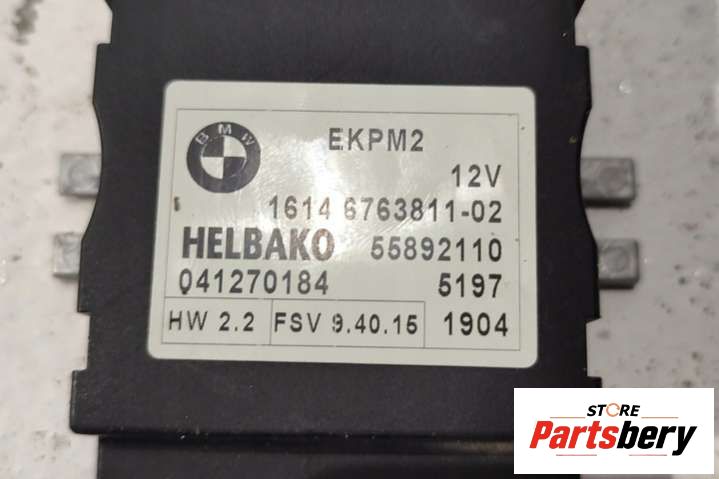 BMW
EKPM2
12V
1614 6763811-02
HELBAKO 55892110
041270184 5197
HW 2.2 FSV 9.40.15 1904
STORE
Partsbery